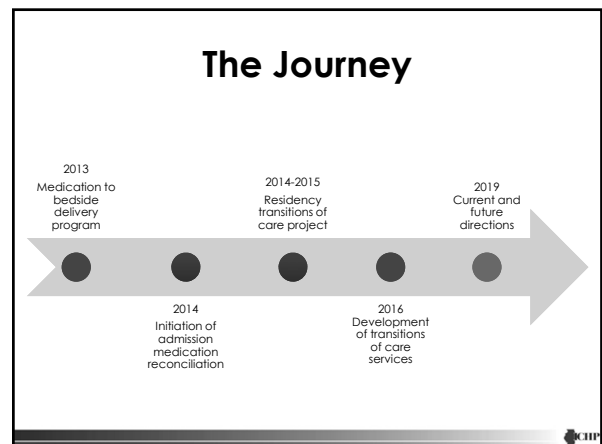 The Journey
2013
Medication to
bedside
delivery
program
2014
Initiation of
admission
medication
reconciliation
2014-2015
Residency
transitions of
care project
2016
Development
of transitions
of care
services
2019
Current and
future
directions
ICHP